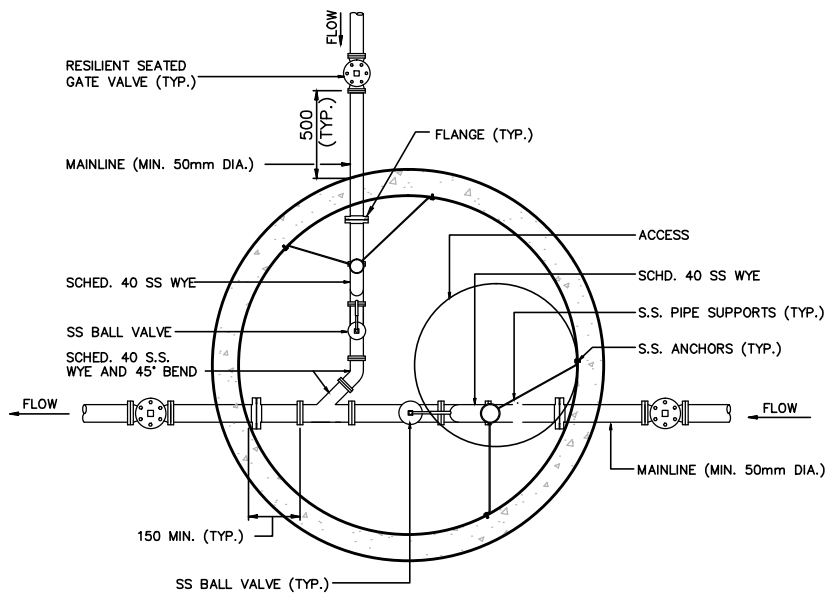 FLOW
RESILIENT SEATED
GATE VALVE (TYP.)
500
(TYP.)
FLANGE (TYP.)
MAINLINE (MIN. 50mm DIA.)
ACCESS
SCHED. 40 SS WYE
SCHD. 40 SS WYE
S.S. PIPE SUPPORTS (TYP.)
SS BALL VALVE
S.S. ANCHORS (TYP.)
SCHED. 40 S.S.
WYE AND 45° BEND
FLOW
FLOW
MAINLINE (MIN. 50mm DIA.)
150 MIN. (TYP.)
SS BALL VALVE (TYP.)